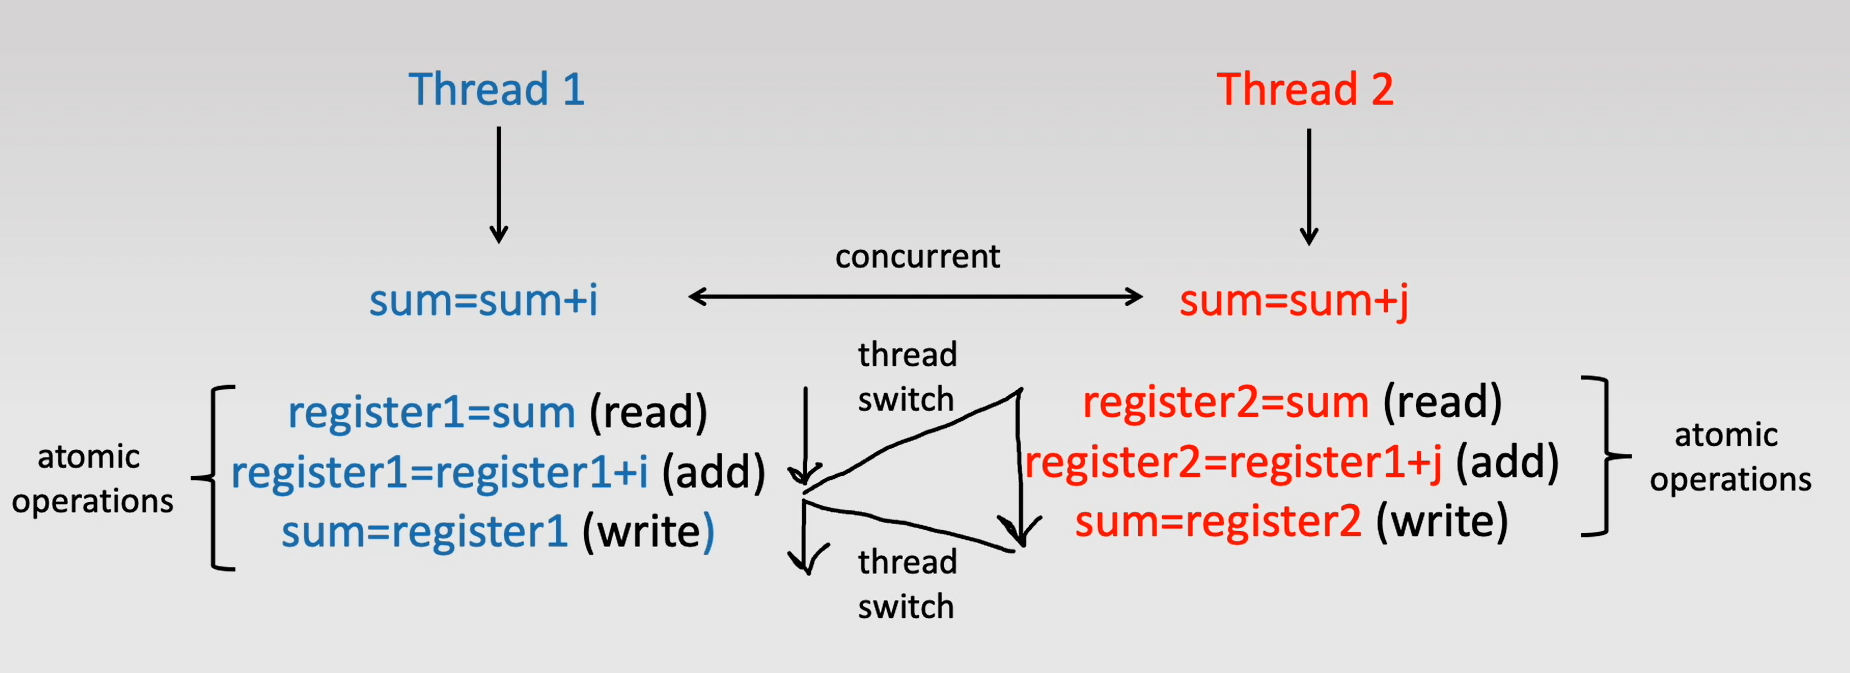 Thread 1
Thread 2
concurrent
sum=sum+i
sum=sum+j
thread
switch
register1=sum (read)
register1=register1+i (add)
sum=register1 (write)
atomic
operations
register2=sum (read)
register2=register1+j (add)
sum=register2 (write)
atomic
operations
thread
switch